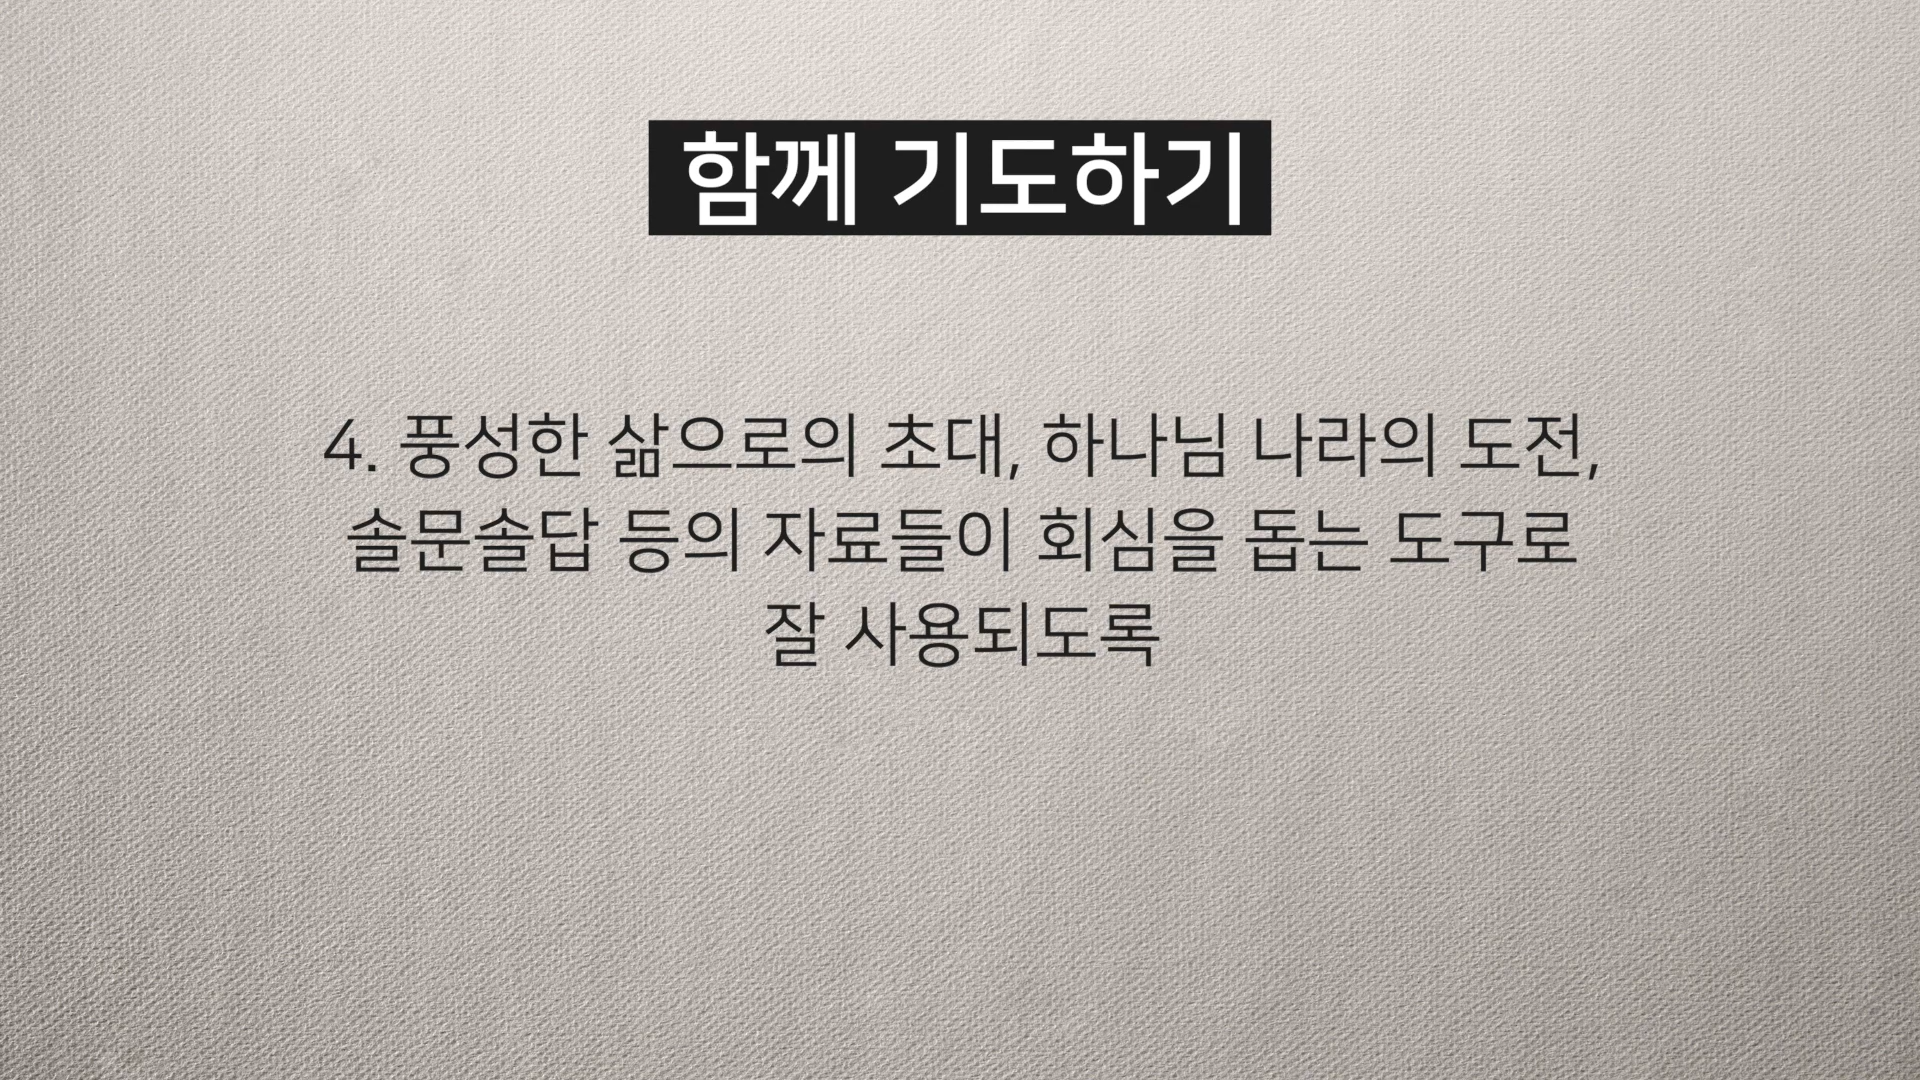 함께 기도하기
4. 풍성한 삶으로의 초대, 하나님 나라의 도전,
솔문솔답 등의 자료들이 회심을 돕는 도구로
잘 사용되도록